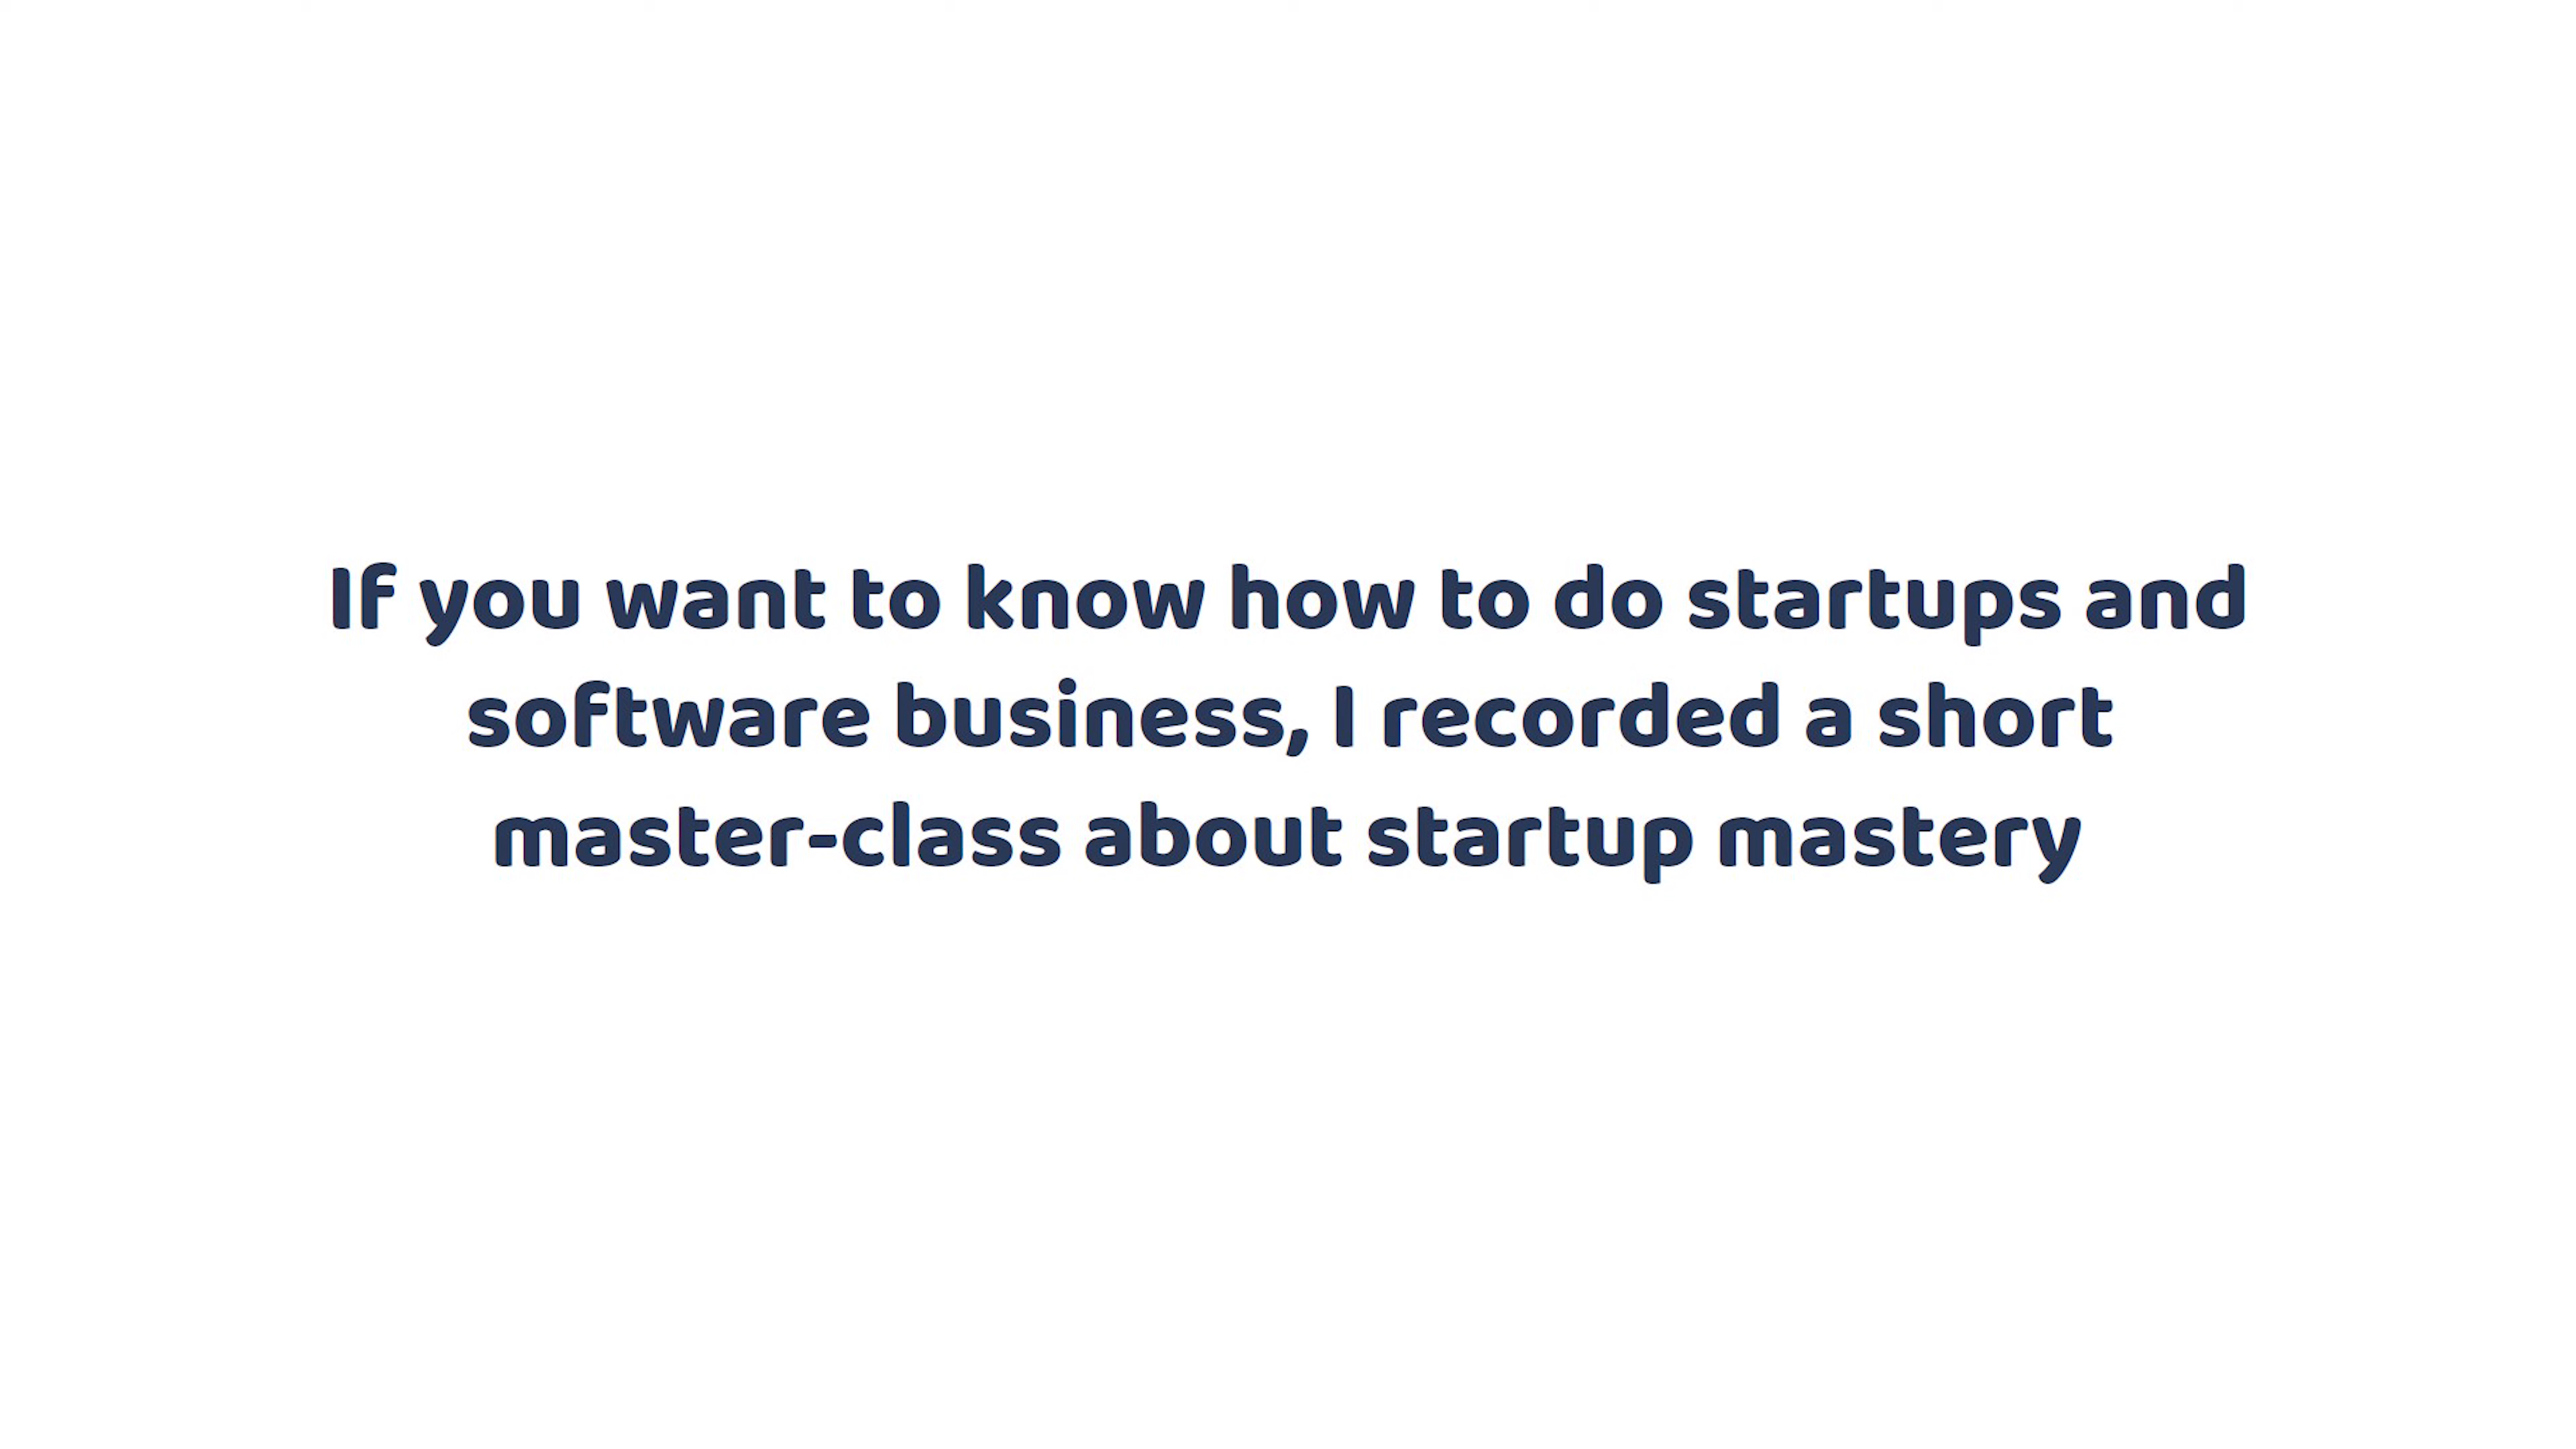 If you want to know how to do startups and
software business, I recorded a short
master-class about startup mastery